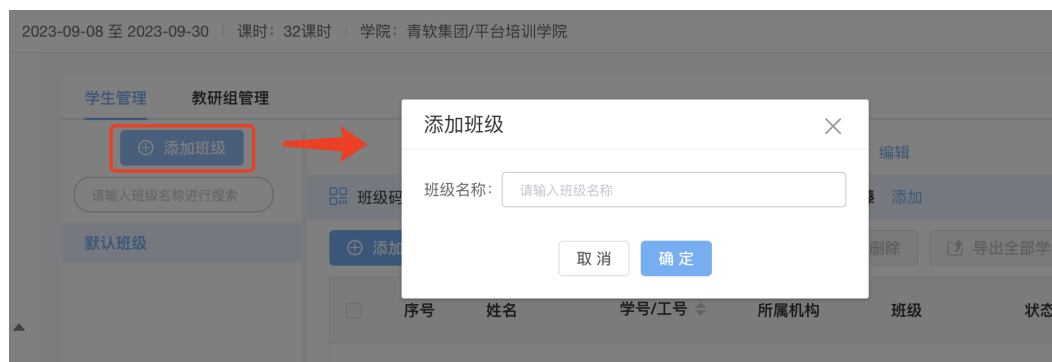 2023-09-08 至 2023-09-30 课时：32课时 学院：青软集团/平台培训学院
学生管理 教研组管理
添加班级
添加班级
编辑
请输入班级名称进行搜索
班级码
班级名称：
请输入班级名称
添加
默认班级
添加
取消
确定
删除
导出全部学
序号 姓名 学号/工号 所属机构 班级 状态